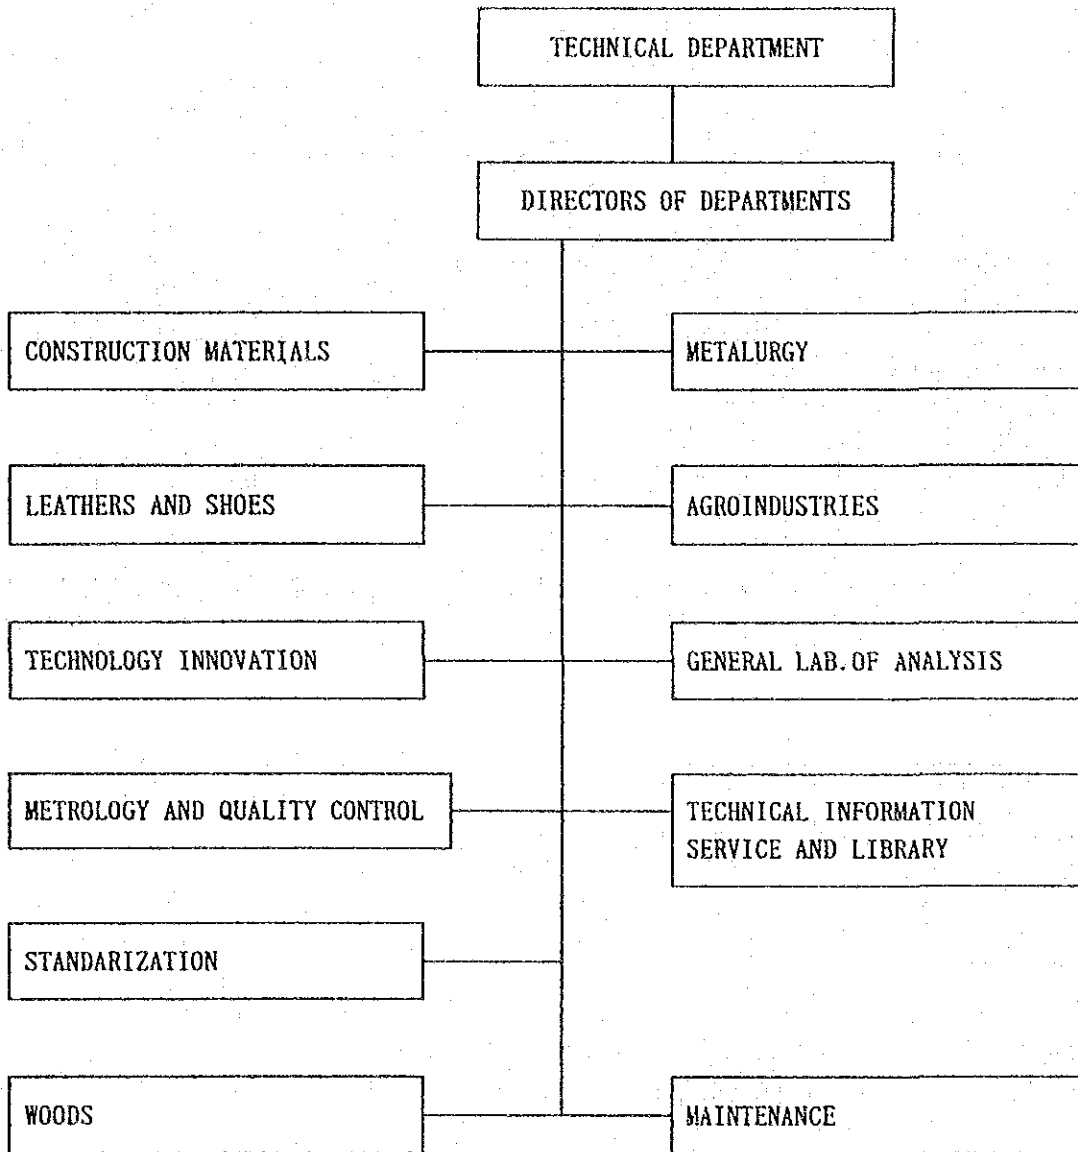 TECHNICAL DEPARTMENT
DIRECTORS OF DEPARTMENTS
CONSTRUCTION MATERIALS
METALURGY
LEATHERS AND SHOES
AGROINDUSTRIES
TECHNOLOGY INNOVATION
GENERAL LAB.OF ANALYSIS
METROLOGY AND QUALITY CONTROL
TECHNICAL INFORMATION
SERVICE AND LIBRARY
STANDARIZATION
WOODS
MAINTENANCE